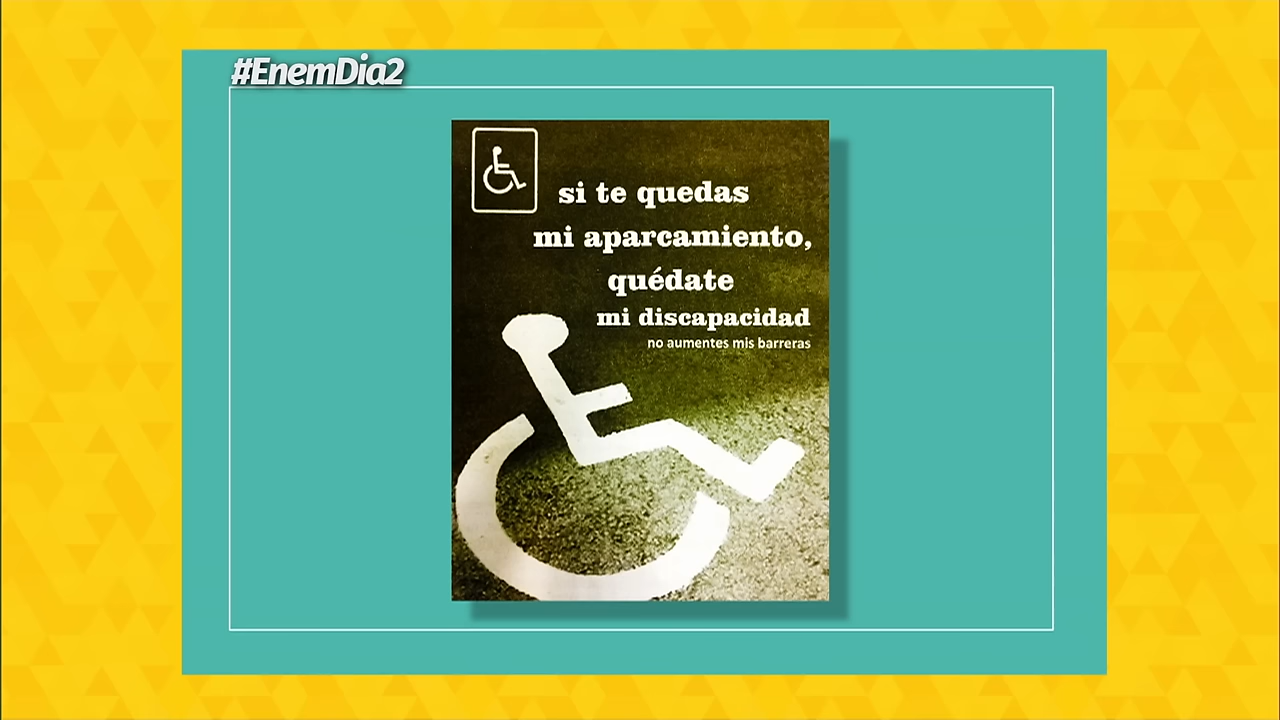 #EnemDia2
si te quedas
mi aparcamiento,
quédate
mi discapacidad
no aumentes mis barreras